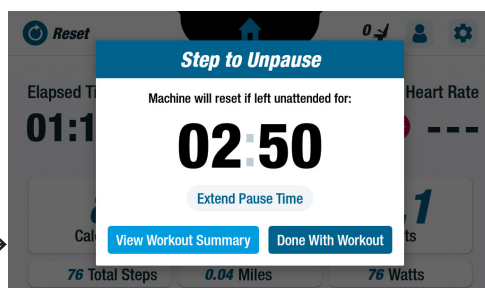 Reset
0
Step to Unpause
Elapsed Ti
Heart Rate
Machine will reset if left unattended for:
01:1
02:50
---
Extend Pause Time
View Workout Summary
Done With Workout
Cal
ts
76 Total Steps
0.04 Miles
76 Watts